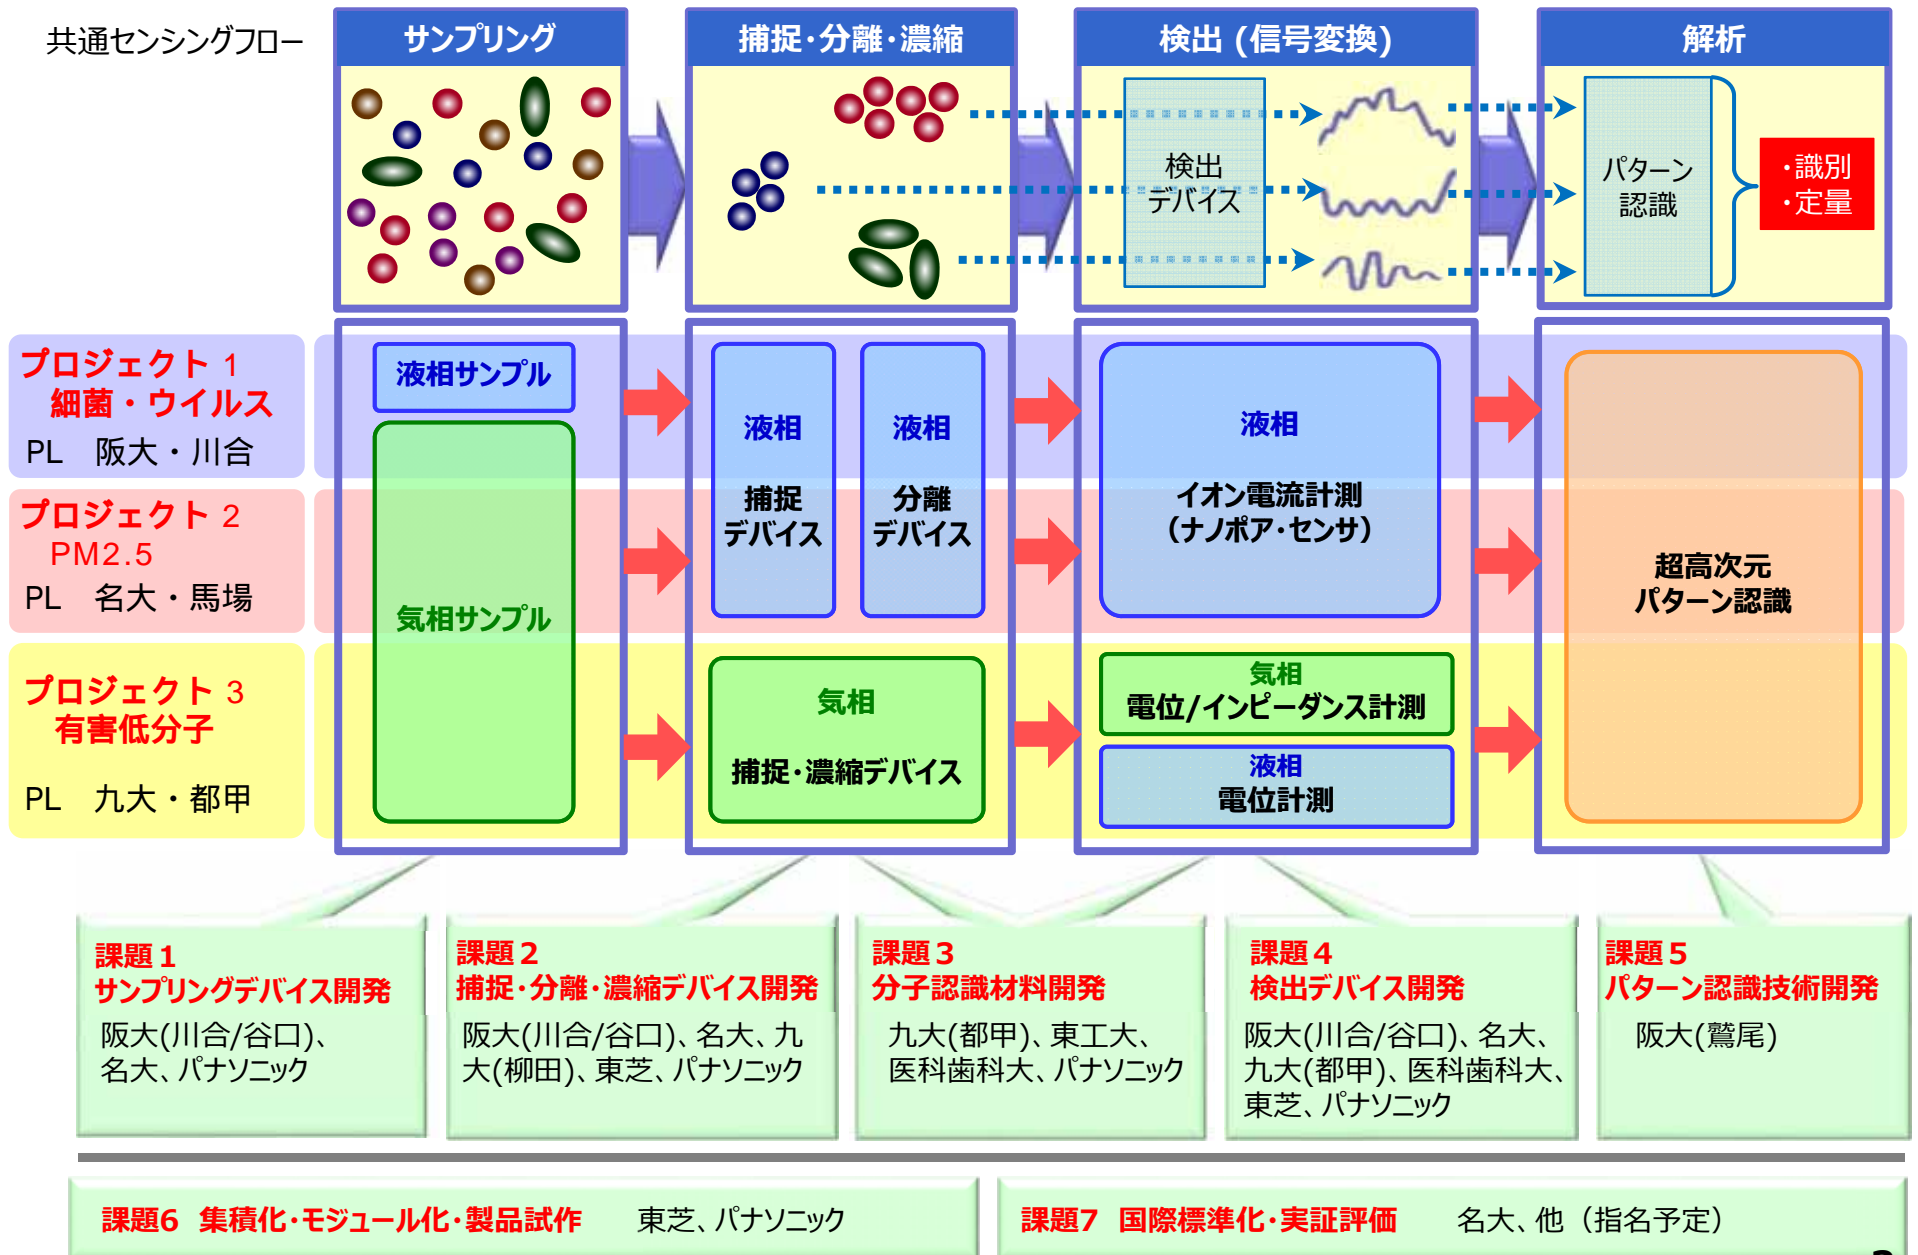 共通センシングフロー
サンプリング
捕捉・分離・濃縮
検出 (信号変換)
解析
検出
デバイス
パターン
認識
・識別
・定量
プロジェクト 1
細菌・ウイルス
PL　阪大・川合
プロジェクト 2
PM2.5
PL　名大・馬場
プロジェクト 3
有害低分子
PL　九大・都甲
液相サンプル
気相サンプル
液相
捕捉
デバイス
液相
分離
デバイス
気相
捕捉・濃縮デバイス
液相
イオン電流計測
（ナノポア・センサ）
気相
電位/インピーダンス計測
液相
電位計測
超高次元
パターン認識
課題１
サンプリングデバイス開発
阪大(川合/谷口)、
名大、パナソニック
課題２
捕捉・分離・濃縮デバイス開発
阪大(川合/谷口)、名大、九
大(柳田)、東芝、パナソニック
課題３
分子認識材料開発
九大(都甲)、東工大、
医科歯科大、パナソニック
課題４
検出デバイス開発
阪大(川合/谷口)、名大、
九大(都甲)、医科歯科大、
東芝、パナソニック
課題５
パターン認識技術開発
阪大(鷲尾)
課題6　集積化・モジュール化・製品試作　　東芝、パナソニック
課題7　国際標準化・実証評価　　名大、他（指名予定）